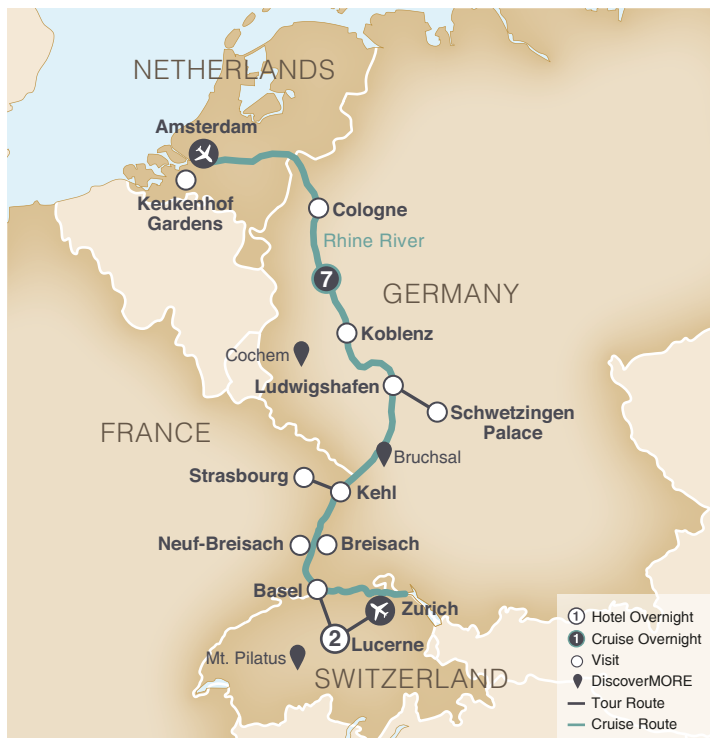 NETHERLANDS
Amsterdam
Keukenhof
Gardens
Cologne
Rhine River
7
GERMANY
Koblenz
Cochem
Ludwigshafen
Schwetzingen
Palace
FRANCE
Bruchsal
Strasbourg
Kehl
Neuf-Breisach
Breisach
Basel
Zurich
2
Lucerne
Mt. Pilatus
SWITZERLAND
1 Hotel Overnight
1 Cruise Overnight
Visit
DiscoverMORE
Tour Route
Cruise Route